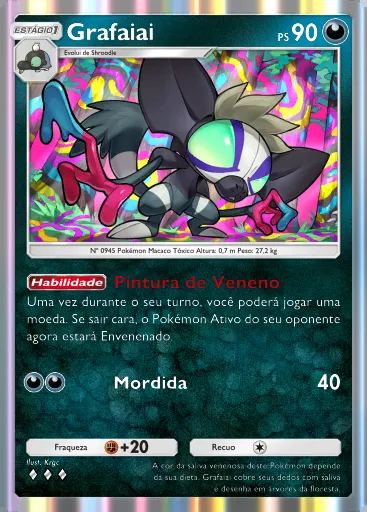 ESTÁGIO 1
Grafaiai
PS 90
Evolui de Shroodle
Nº 0945 Pokémon Macaco Tóxico Altura: 0,7 m Peso: 27,2 kg
Habilidade Pintura de Veneno
Uma vez durante o seu turno, você poderá jogar uma
moeda. Se sair cara, o Pokémon Ativo do seu oponente
agora estará Envenenado.
Mordida 40
Fraqueza +20 Recuo
Ilust. Krgc
A cor da saliva venenosa deste Pokémon depende
da sua dieta. Grafaiai cobre seus dedos com saliva
e desenha em árvores da floresta.